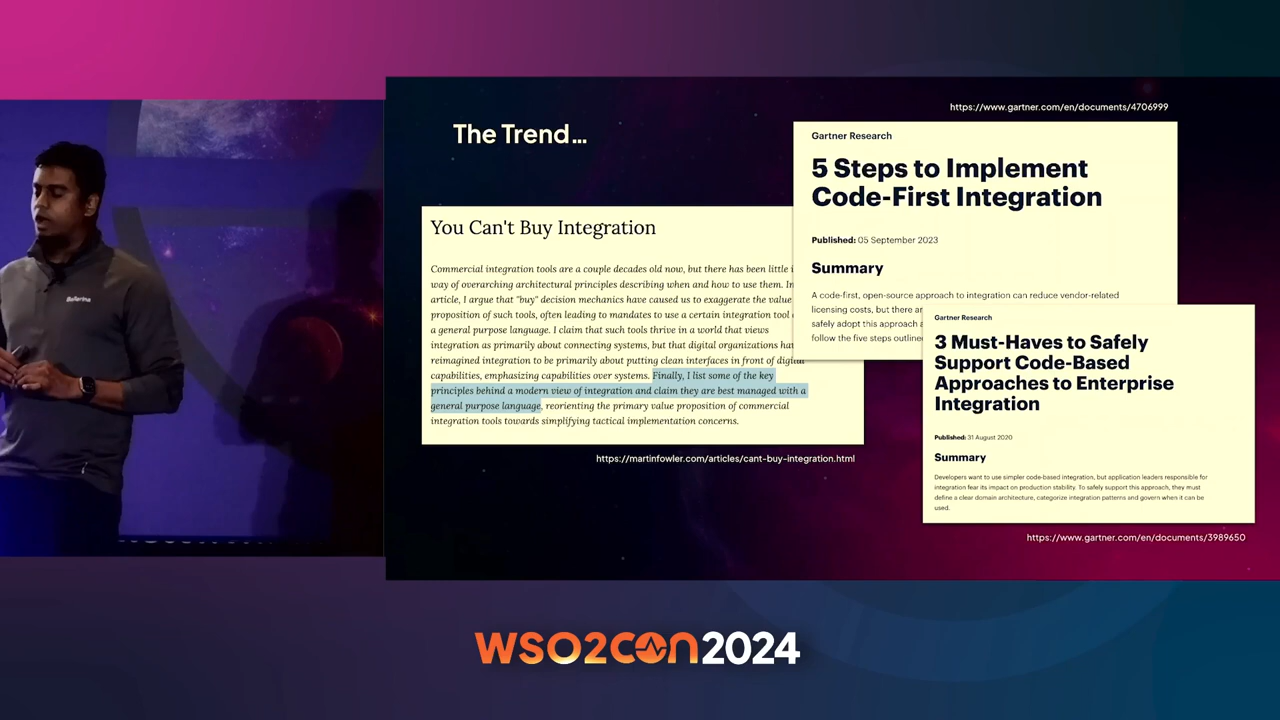 The Trend...
You Can't Buy Integration
Commercial integration tools are a couple decades old now, but there has been little
way of overarching architectural principles describing when and how to use them. In
article, I argue that "buy" decision mechanics have caused us to exaggerate the value
proposition of such tools, often leading to mandates to use a certain integration tool
a general purpose language. I claim that such tools thrive in a world that views
integration as primarily about connecting systems, but that digital organizations
reimagined integration to be primarily about putting clean interfaces in front of digital
capabilities, emphasizing capabilities over systems. Finally, I list some of the key
principles behind a modern view of integration and claim they are best managed with a
general purpose language, reorienting the primary value proposition of commercial
integration tools towards simplifying tactical implementation concerns.
https://martinfowler.com/articles/cant-buy-integration.html
https://www.gartner.com/en/documents/4706999
Gartner Research
5 Steps to Implement
Code-First Integration
Published: 05 September 2023
Summary
A code-first, open-source approach to integration can reduce vendor-related
licensing costs, but there
safely adopt this approach
follow the five steps
Gartner Research
3 Must-Haves to Safely
Support Code-Based
Approaches to Enterprise
Integration
Published: 31 August 2020
Summary
Developers want to use simpler code-based integration, but application leaders responsible for
integration fear its impact on production stability. To safely support this approach, they must
define a clear domain architecture, categorize integration patterns and govern when it can be
used.
https://www.gartner.com/en/documents/3989650
Ballerina
WSO2CON2024